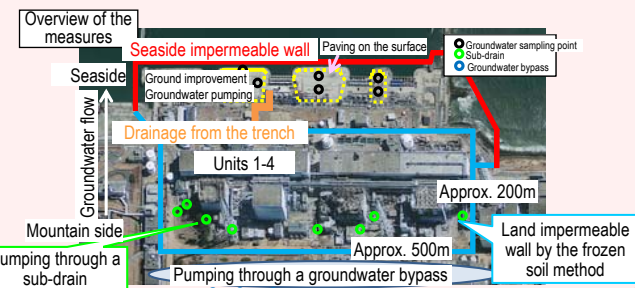 Overview of the
measures
Seaside impermeable wall
Paving on the surface
Groundwater sampling point
Sub-drain
Groundwater bypass
Seaside
Ground improvement
Groundwater pumping
Groundwater flow
Drainage from the trench
Units 1-4
Approx. 200m
Mountain side
Approx. 500m
Land impermeable
wall by the frozen
soil method
umping through a
sub-drain
Pumping through a groundwater bypass